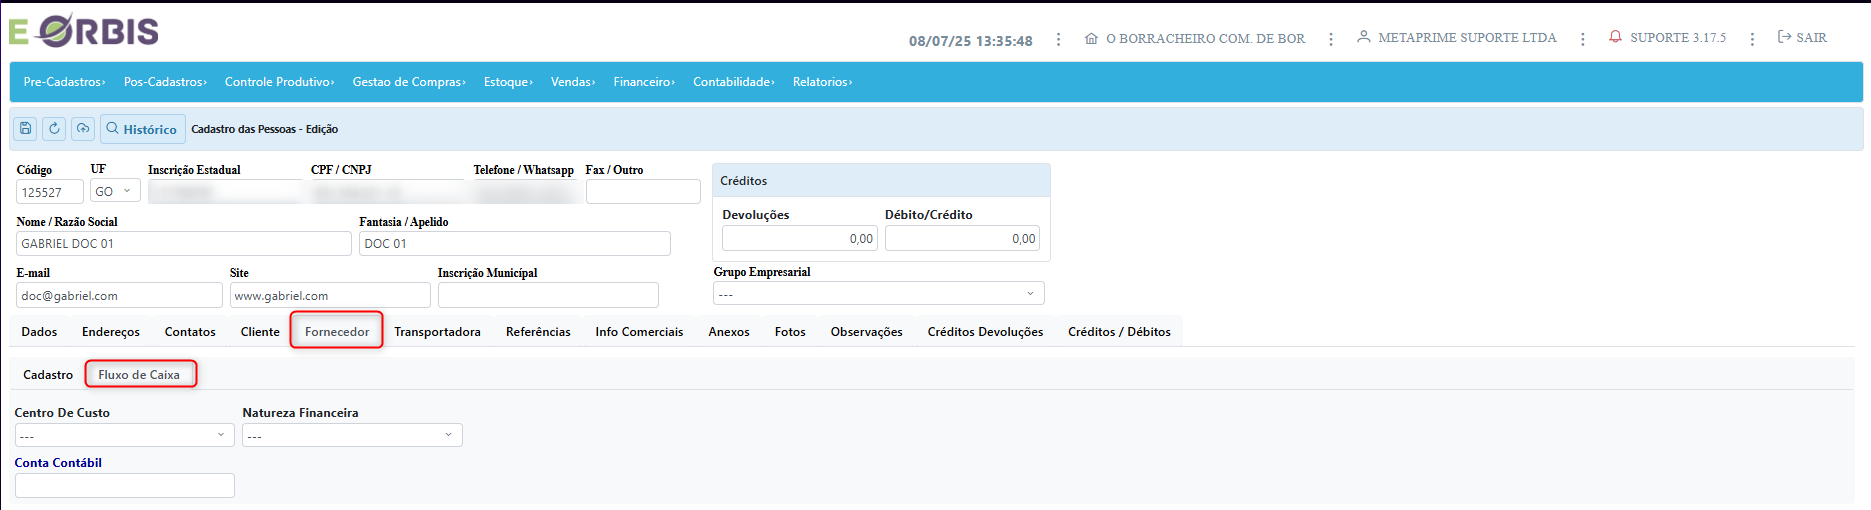 E ORBIS
08/07/25 13:35:48 O BORRACHEIRO COM. DE BOR METAPRIME SUPORTE LTDA SUPORTE 3.17.5 SAIR
Pre-Cadastros› Pos-Cadastros› Controle Produtivo› Gestao de Compras› Estoque› Vendas› Financeiro› Contabilidade› Relatorios›
Histórico Cadastro das Pessoas - Edição
Código UF Inscrição Estadual CPF / CNPJ Telefone / Whatsapp Fax / Outro
125527 GO
Créditos
Nome / Razão Social Fantasia / Apelido
GABRIEL DOC 01 DOC 01
Devoluções Débito/Crédito
0,00 0,00
E-mail Site Inscrição Municípal Grupo Empresarial
doc@gabriel.com www.gabriel.com ---
Dados Endereços Contatos Cliente Fornecedor Transportadora Referências Info Comerciais Anexos Fotos Observações Créditos Devoluções Créditos / Débitos
Cadastro Fluxo de Caixa
Centro De Custo Natureza Financeira
--- ---
Conta Contábil